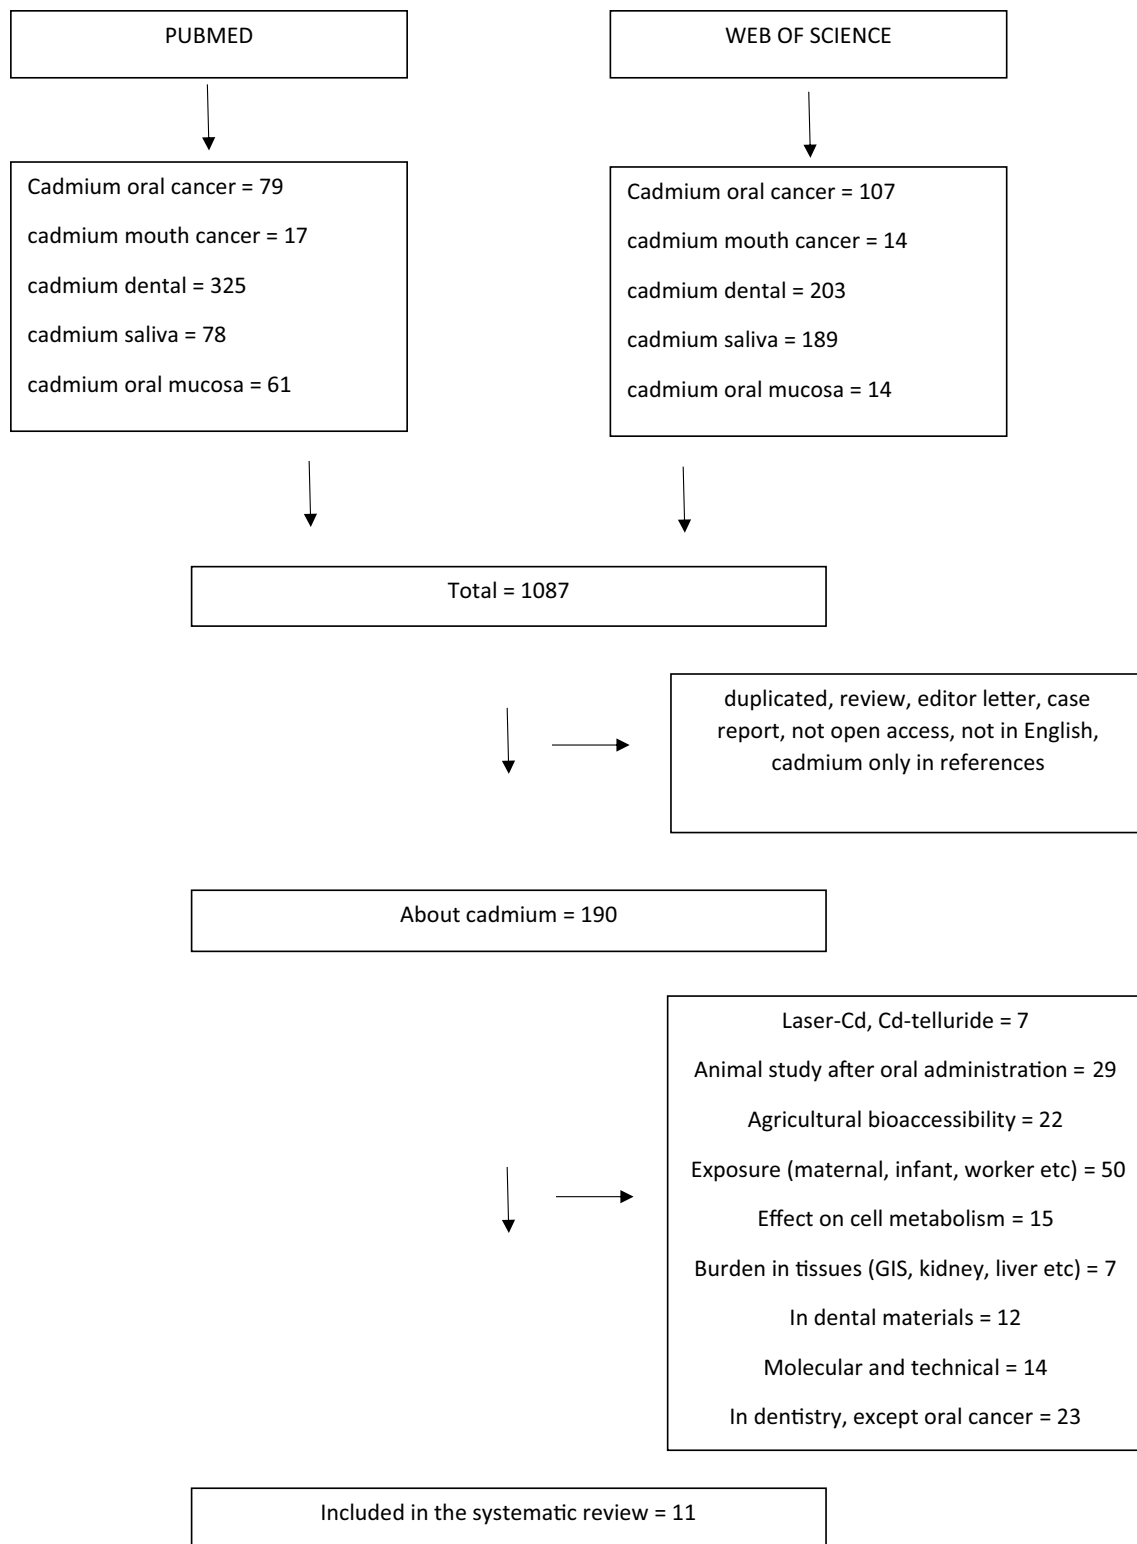 PUBMED
WEB OF SCIENCE
Cadmium oral cancer = 79
cadmium mouth cancer = 17
cadmium dental = 325
cadmium saliva = 78
cadmium oral mucosa = 61
Cadmium oral cancer = 107
cadmium mouth cancer = 14
cadmium dental = 203
cadmium saliva = 189
cadmium oral mucosa = 14
Total = 1087
duplicated, review, editor letter, case
report, not open access, not in English,
cadmium only in references
About cadmium = 190
Laser-Cd, Cd-telluride = 7
Animal study after oral administration = 29
Agricultural bioaccessibility = 22
Exposure (maternal, infant, worker etc) = 50
Effect on cell metabolism = 15
Burden in tissues (GIS, kidney, liver etc) = 7
In dental materials = 12
Molecular and technical = 14
In dentistry, except oral cancer = 23
Included in the systematic review = 11